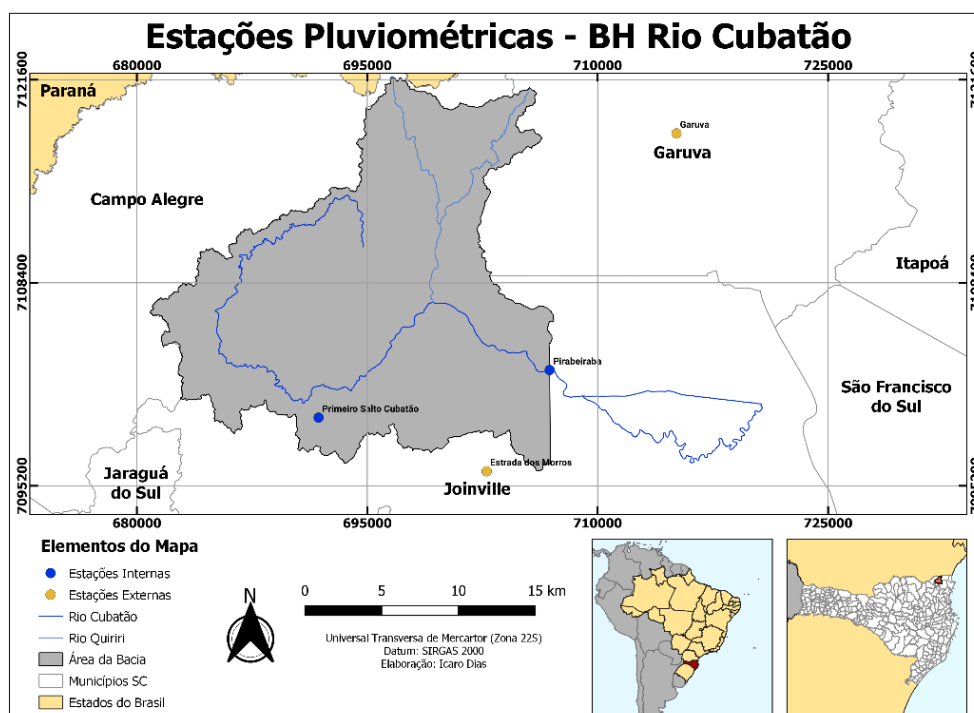 Estações Pluviométricas - BH Rio Cubatão
680000 695000 710000 725000
7121600 7121600
Paraná
Garuva
Garuva
Campo Alegre
Itapoá
7108400 7108400
Pirabeiraba
São Francisco
do Sul
Primeiro Salto Cubatão
Estrada dos Morros
Jaraguá
do Sul
Joinville
7095200 7095200
680000 695000 710000 725000
Elementos do Mapa
Estações Internas
Estações Externas
Rio Cubatão
Rio Quiriri
Área da Bacia
Municípios SC
Estados do Brasil
N
0 5 10 15 km
Universal Transversa de Mercartor (Zona 22S)
Datum: SIRGAS 2000
Elaboração: Icaro Dias